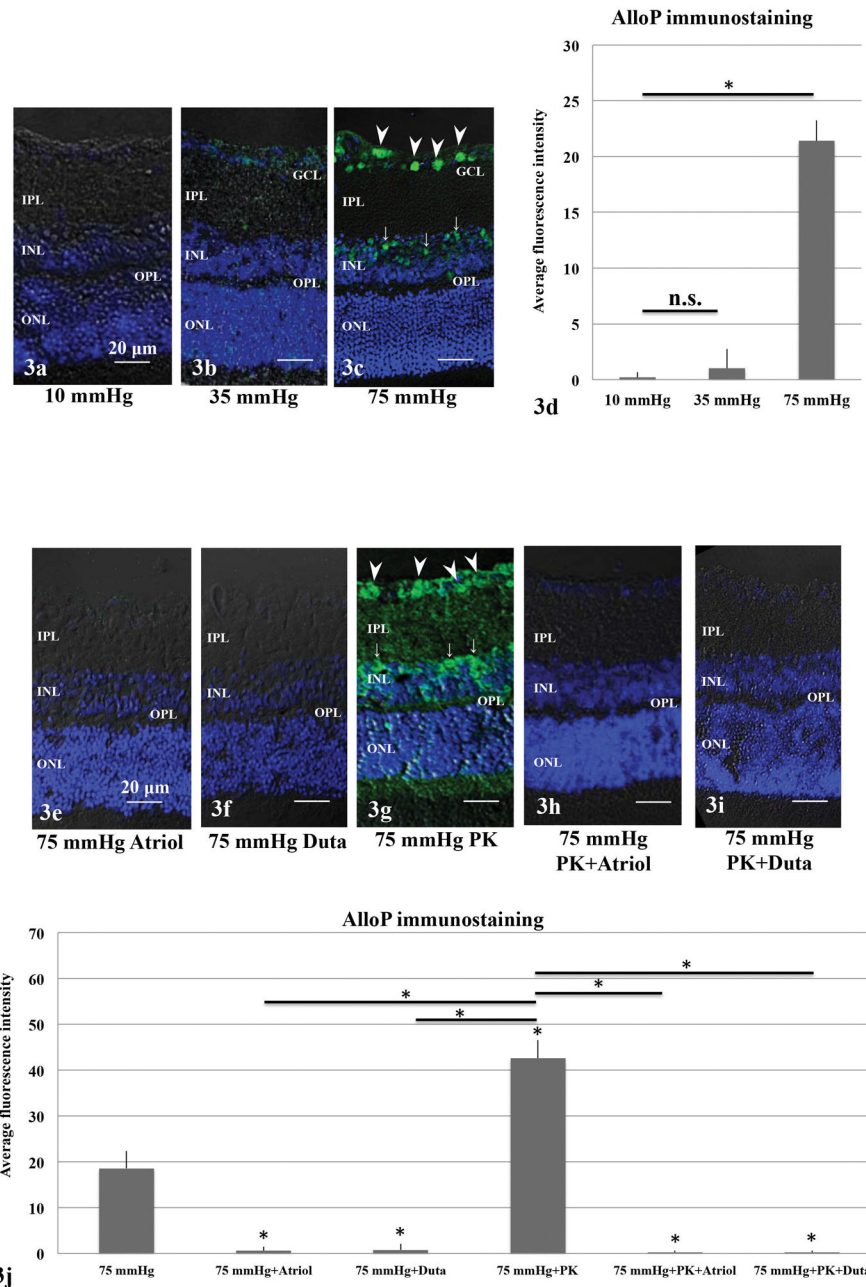 AlloP immunostaining
GCL
IPL
INL
OPL
ONL
20 μm
3a
10 mmHg
IPL
GCL
INL
OPL
ONL
3b
35 mmHg
GCL
IPL
INL
OPL
ONL
3c
75 mmHg
Average fluorescence intensity
30
25
20
15
10
5
0
*
n.s.
10 mmHg
35 mmHg
75 mmHg
3d
IPL
INL
OPL
ONL
20 μm
3e
75 mmHg Atriol
IPL
INL
OPL
ONL
3f
75 mmHg Duta
IPL
INL
OPL
ONL
3g
75 mmHg PK
IPL
INL
OPL
ONL
3h
75 mmHg
PK+Atriol
IPL
INL
OPL
ONL
3i
75 mmHg
PK+Duta
AlloP immunostaining
Average fluorescence intensity
70
60
50
40
30
20
10
0
*
*
*
*
*
*
*
*
*
75 mmHg
75 mmHg+Atriol
75 mmHg+Duta
75 mmHg+PK
75 mmHg+PK+Atriol
75 mmHg+PK+Duta
3j